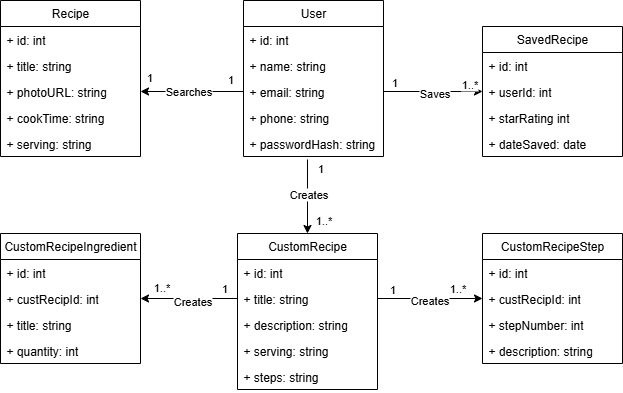 Recipe
+ id: int
+ title: string
+ photoURL: string
+ cookTime: string
+ serving: string
1
Searches
1
User
+ id: int
+ name: string
+ email: string
+ phone: string
+ passwordHash: string
1
Saves
1..*
SavedRecipe
+ id: int
+ userId: int
+ starRating int
+ dateSaved: date
1
Creates
1..*
CustomRecipeIngredient
+ id: int
+ custRecipId: int
+ title: string
+ quantity: int
1..*
Creates
1
CustomRecipe
+ id: int
+ title: string
+ description: string
+ serving: string
+ steps: string
1
Creates
1..*
CustomRecipeStep
+ id: int
+ custRecipId: int
+ stepNumber: int
+ description: string